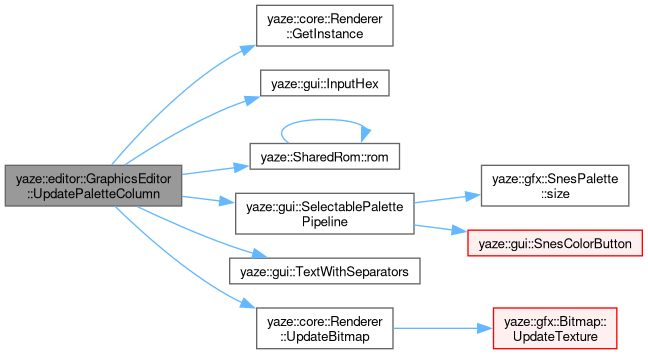 yaze::editor::GraphicsEditor
::UpdatePaletteColumn
yaze::core::Renderer
::GetInstance
yaze::gui::InputHex
yaze::SharedRom::rom
yaze::gui::SelectablePalette
Pipeline
yaze::gfx::SnesPalette
::size
yaze::gui::SnesColorButton
yaze::gui::TextWithSeparators
yaze::core::Renderer
::UpdateBitmap
yaze::gfx::Bitmap::
UpdateTexture